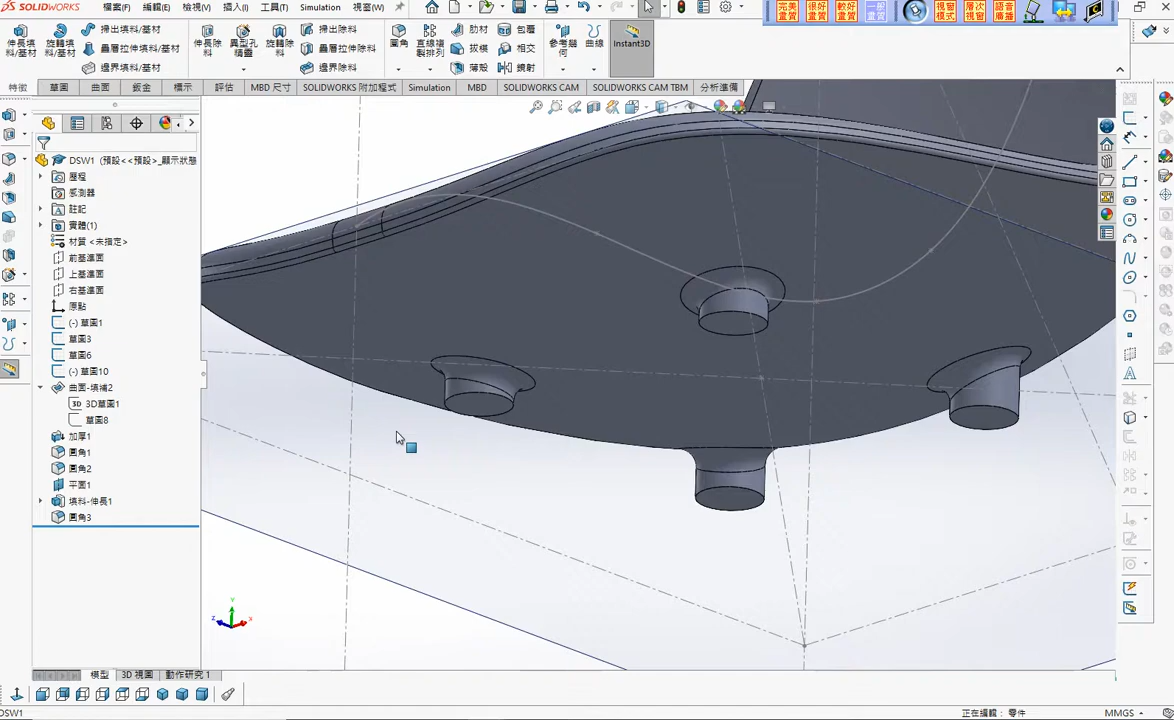 SOLIDWORKS 檔案(F) 編輯(E) 檢視(V) 插入(I) 工具(T) Simulation 視窗(W)
完美畫質 很好畫質 較好畫質 一般畫質 視窗模式 層次視窗 語音廣播
伸長填料/基材 旋轉填料/基材 掃出填料/基材 疊層拉伸填料/基材 邊界填料/基材 伸長除料 異型孔精靈 旋轉除料 掃出除料 疊層拉伸除料 邊界除料 圓角 直線複製排列 肋材 拔模 薄殼 包覆 相交 鏡射 參考幾何 曲線 Instant3D
特徵 草圖 曲面 鈑金 標示 評估 MBD 尺寸 SOLIDWORKS 附加程式 Simulation MBD SOLIDWORKS CAM SOLIDWORKS CAM TBM 分析準備
DSW1 (預設<<預設>_顯示狀態
歷程
感測器
註記
實體(1)
材質 <未指定>
前基準面
上基準面
右基準面
原點
(-) 草圖1
草圖3
草圖6
(-) 草圖10
曲面-填補2
3D 3D草圖1
草圖8
加厚1
圓角1
圓角2
平面1
填料-伸長1
圓角3
Y
Z X
模型 3D 視圖 動作研究 1
DSW1 正在編輯: 零件 MMGS